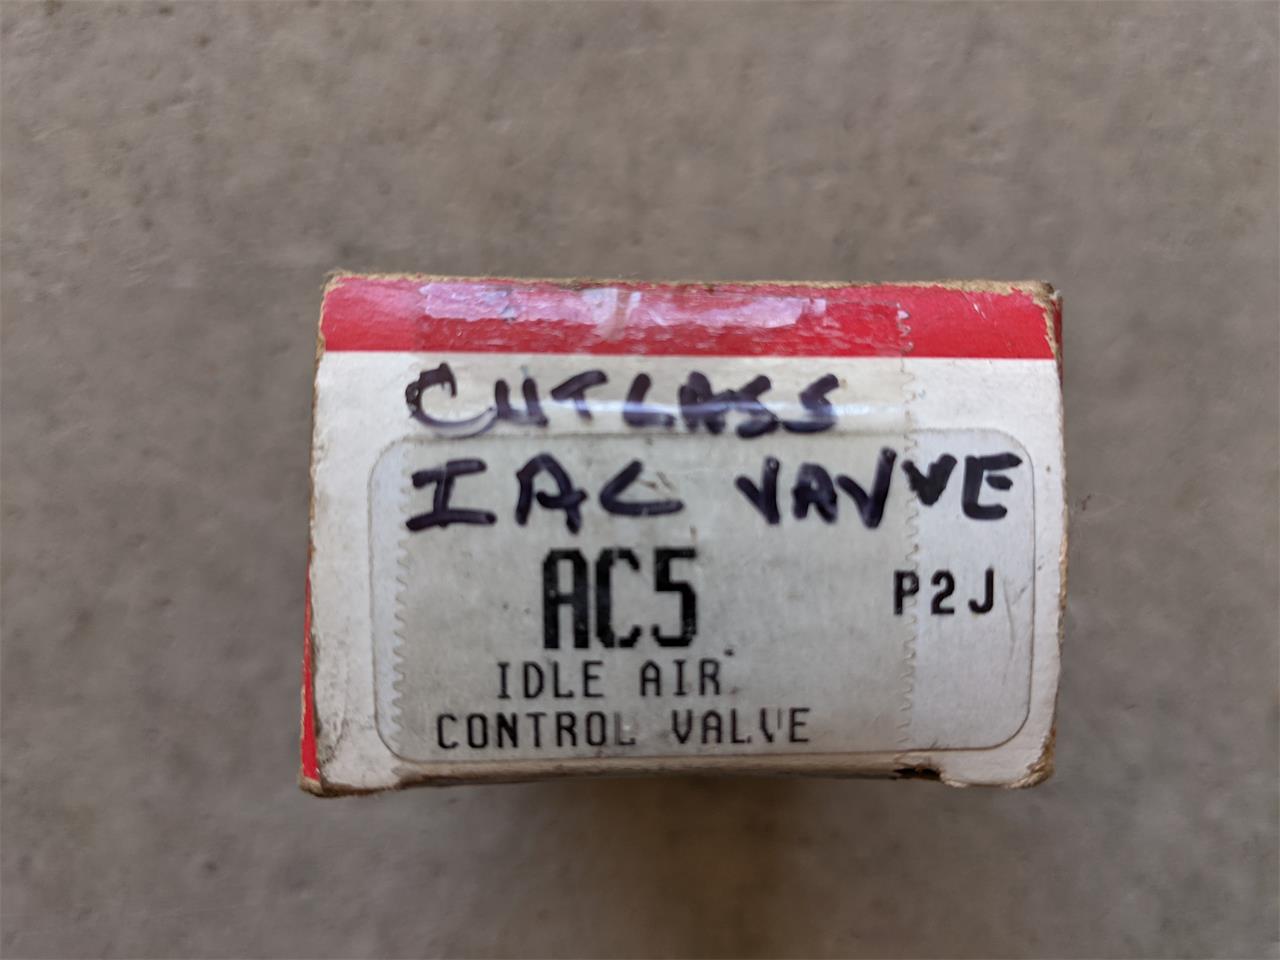 CUTLASS
IAC VAVVE
AC5 P2J
IDLE AIR
CONTROL VALVE